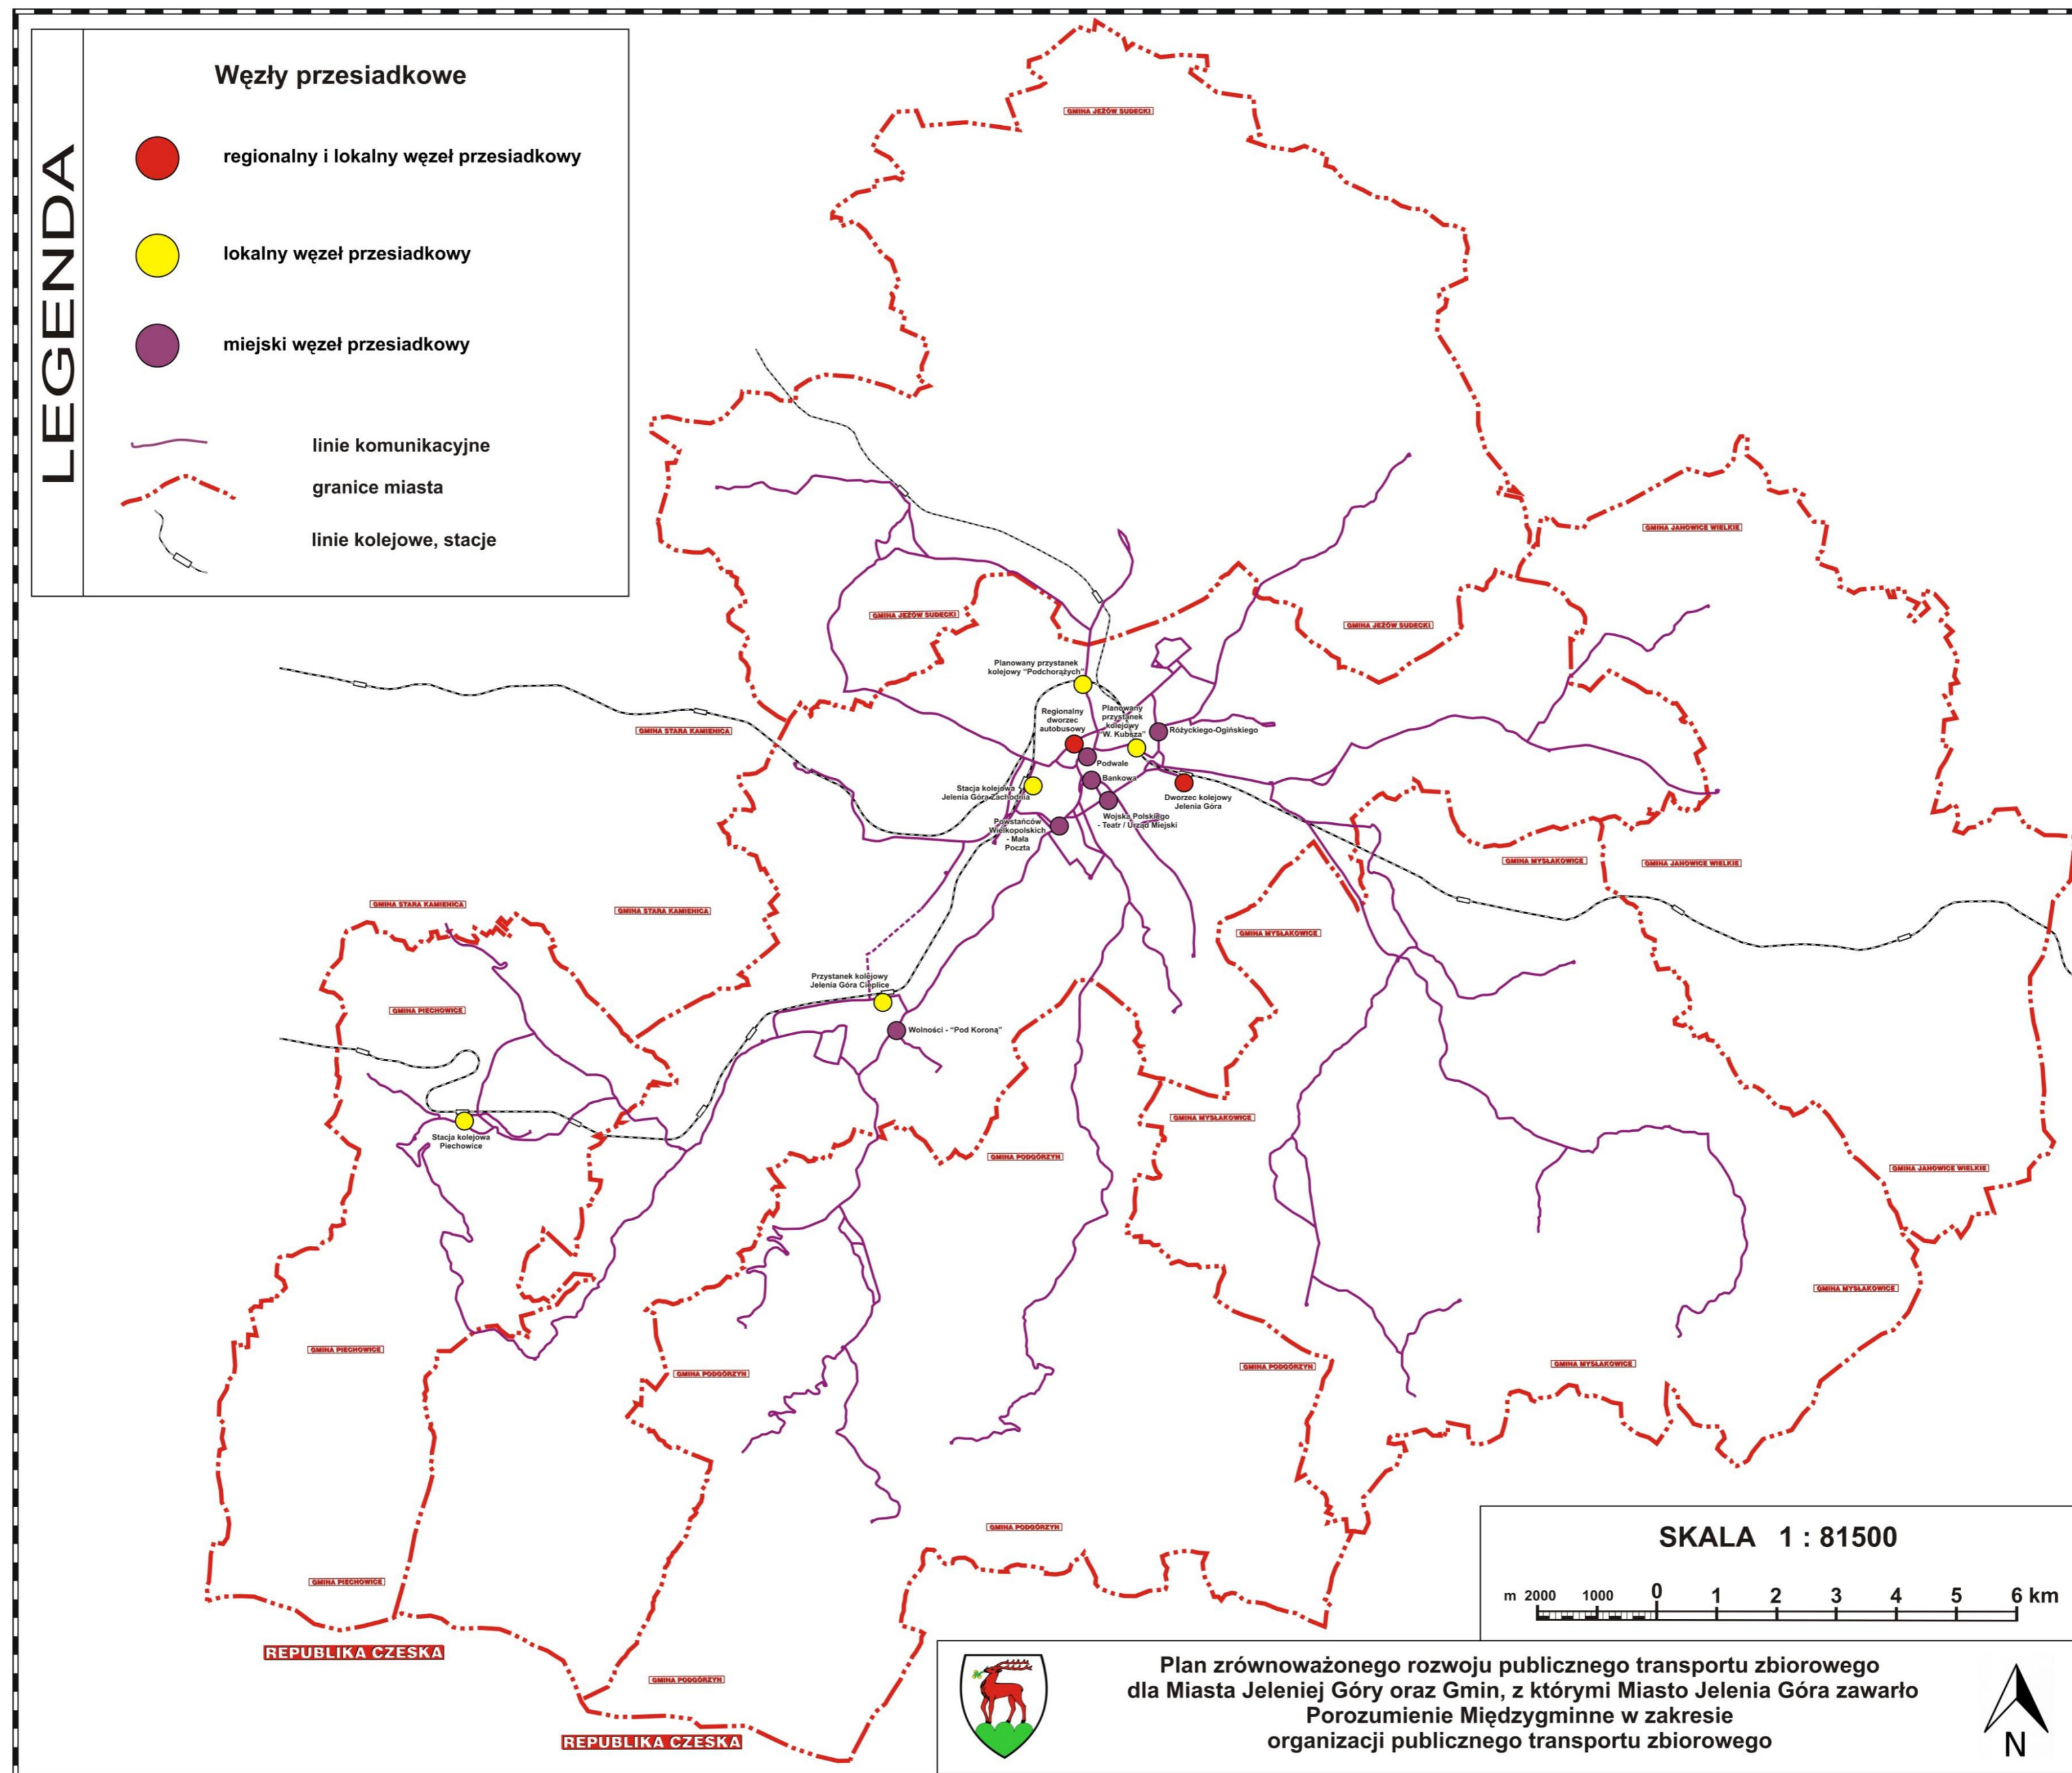 LEGENDA
Węzły przesiadkowe
regionalny i lokalny węzeł przesiadkowy
lokalny węzeł przesiadkowy
miejski węzeł przesiadkowy
linie komunikacyjne
granice miasta
linie kolejowe, stacje
GMINA JEŻÓW SUDECKI
GMINA JANOWICE WIELKIE
GMINA JEŻÓW SUDECKI
GMINA JEŻÓW SUDECKI
Planowany przystanek
kolejowy "Podchorążych"
Regionalny
dworzec
autobusowy
Planowany
przystanek
kolejowy
"W. Kubsza"
Różyckiego-Ogińskiego
GMINA STARA KAMIENICA
Podwale
Bankowa
Stacja kolejowa
Jelenia Góra Zachodnia
Dworzec kolejowy
Jelenia Góra
Wojska Polskiego
- Teatr / Urząd Miejski
Powstańców
Wielkopolskich
- Mała
Poczta
GMINA MYSŁAKOWICE
GMINA JANOWICE WIELKIE
GMINA STARA KAMIENICA
GMINA STARA KAMIENICA
GMINA MYSŁAKOWICE
Przystanek kolejowy
Jelenia Góra Cieplice
GMINA PIECHOWICE
Wolności - "Pod Koroną"
GMINA MYSŁAKOWICE
Stacja kolejowa
Piechowice
GMINA PODGÓRZYN
GMINA JANOWICE WIELKIE
GMINA MYSŁAKOWICE
GMINA PIECHOWICE
GMINA PODGÓRZYN
GMINA PODGÓRZYN
GMINA MYSŁAKOWICE
GMINA PODGÓRZYN
GMINA PIECHOWICE
REPUBLIKA CZESKA
GMINA PODGÓRZYN
REPUBLIKA CZESKA
SKALA 1 : 81500
m 2000 1000 0 1 2 3 4 5 6 km
Plan zrównoważonego rozwoju publicznego transportu zbiorowego
dla Miasta Jeleniej Góry oraz Gmin, z którymi Miasto Jelenia Góra zawarło
Porozumienie Międzygminne w zakresie
organizacji publicznego transportu zbiorowego
N